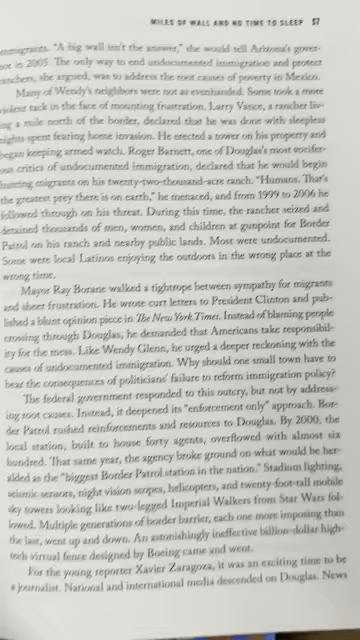 MILES OF WALL AND NO TIME TO SLEEP 57
immigrants. "A big wall isn't the answer," she would tell Arizona's gover-
nor in 2005. The only way to end undocumented immigration and protect
ranchers, she argued, was to address the root causes of poverty in Mexico.
Many of Wendy's neighbors were not as evenhanded. Some took a more
violent tack in the face of mounting frustration. Larry Vance, a rancher liv-
ing a mile north of the border, declared that he was done with sleepless
nights spent fearing home invasion. He erected a tower on his property and
began keeping armed watch. Roger Barnett, one of Douglas's most vocifer-
ous critics of undocumented immigration, declared that he would begin
hunting migrants on his twenty-two-thousand-acre ranch. "Humans. That's
the greatest prey there is on earth," he menaced, and from 1999 to 2006 he
followed through on his threat. During this time, the rancher seized and
detained thousands of men, women, and children at gunpoint for Border
Patrol on his ranch and nearby public lands. Most were undocumented.
Some were local Latinos enjoying the outdoors in the wrong place at the
wrong time.
Mayor Ray Borane walked a tightrope between sympathy for migrants
and sheer frustration. He wrote curt letters to President Clinton and pub-
lished a blunt opinion piece in The New York Times. Instead of blaming people
crossing through Douglas, he demanded that Americans take responsibil-
ity for the mess. Like Wendy Glenn, he urged a deeper reckoning with the
causes of undocumented immigration. Why should one small town have to
bear the consequences of politicians' failure to reform immigration policy?
The federal government responded to this outcry, but not by address-
ing root causes. Instead, it deepened its "enforcement only" approach. Bor-
der Patrol rushed reinforcements and resources to Douglas. By 2000, the
local station, built to house forty agents, overflowed with almost six
hundred. That same year, the agency broke ground on what would be her-
alded as the "biggest Border Patrol station in the nation." Stadium lighting,
seismic sensors, night vision scopes, helicopters, and twenty-foot-tall mobile
sky towers looking like two-legged Imperial Walkers from Star Wars fol-
lowed. Multiple generations of border barrier, each one more imposing than
the last, went up and down. An astonishingly ineffective billion-dollar high-
tech virtual fence designed by Boeing came and went.
For the young reporter Xavier Zaragoza, it was an exciting time to be
a journalist. National and international media descended on Douglas. News